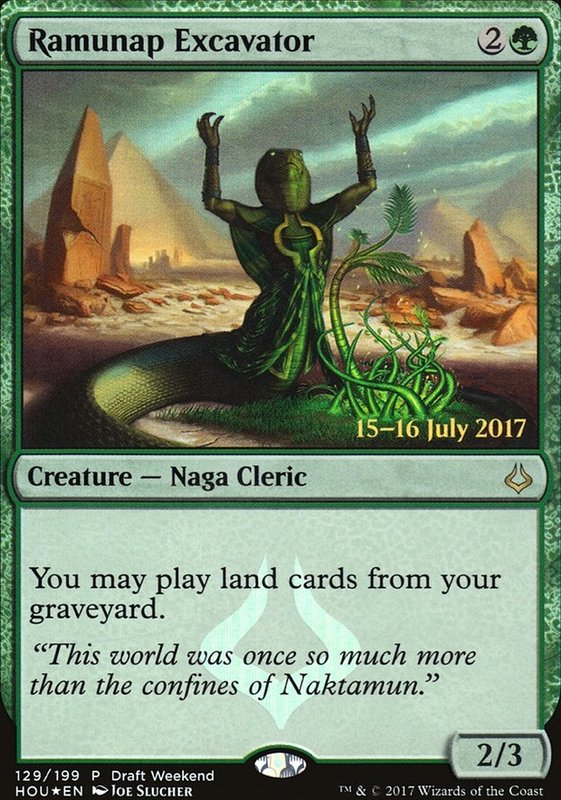 Ramunap Excavator 2
15–16 July 2017
Creature — Naga Cleric
You may play land cards from your
graveyard.
“This world was once so much more
than the confines of Naktamun.”
2/3
129/199 P Draft Weekend
HOU★EN Joe Slucher
™ & © 2017 Wizards of the Coast